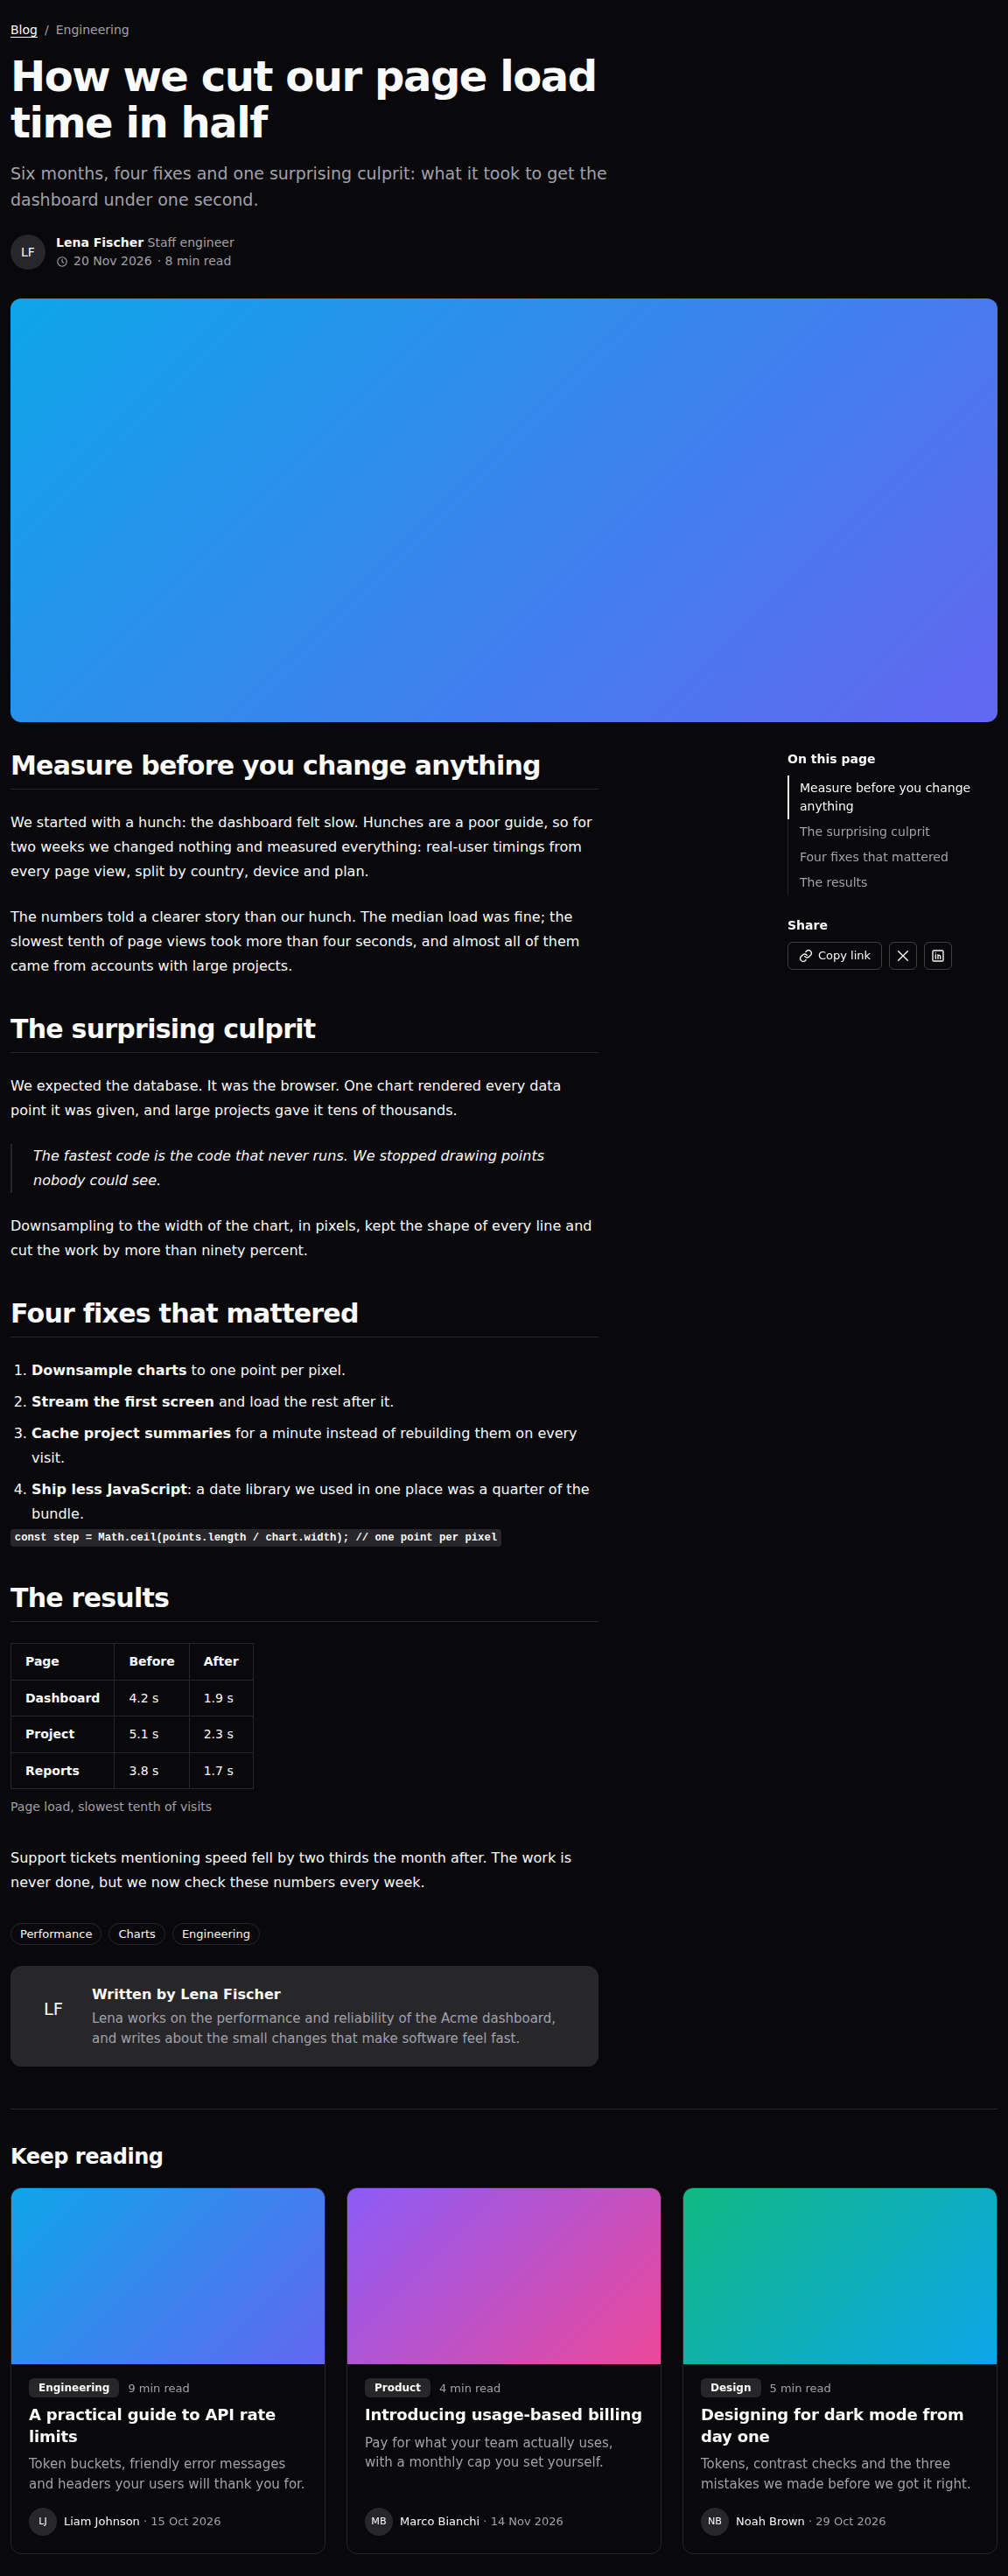 Blog / Engineering
How we cut our page load
time in half
Six months, four fixes and one surprising culprit: what it took to get the
dashboard under one second.
LF
Lena Fischer Staff engineer
20 Nov 2026 · 8 min read
Measure before you change anything
We started with a hunch: the dashboard felt slow. Hunches are a poor guide, so for
two weeks we changed nothing and measured everything: real-user timings from
every page view, split by country, device and plan.
The numbers told a clearer story than our hunch. The median load was fine; the
slowest tenth of page views took more than four seconds, and almost all of them
came from accounts with large projects.
The surprising culprit
We expected the database. It was the browser. One chart rendered every data
point it was given, and large projects gave it tens of thousands.
The fastest code is the code that never runs. We stopped drawing points
nobody could see.
Downsampling to the width of the chart, in pixels, kept the shape of every line and
cut the work by more than ninety percent.
Four fixes that mattered
1. Downsample charts to one point per pixel.
2. Stream the first screen and load the rest after it.
3. Cache project summaries for a minute instead of rebuilding them on every
visit.
4. Ship less JavaScript: a date library we used in one place was a quarter of the
bundle.
const step = Math.ceil(points.length / chart.width); // one point per pixel
The results
Page Before After
Dashboard 4.2 s 1.9 s
Project 5.1 s 2.3 s
Reports 3.8 s 1.7 s
Page load, slowest tenth of visits
Support tickets mentioning speed fell by two thirds the month after. The work is
never done, but we now check these numbers every week.
Performance Charts Engineering
LF
Written by Lena Fischer
Lena works on the performance and reliability of the Acme dashboard,
and writes about the small changes that make software feel fast.
On this page
Measure before you change
anything
The surprising culprit
Four fixes that mattered
The results
Share
Copy link
Keep reading
Engineering 9 min read
A practical guide to API rate
limits
Token buckets, friendly error messages
and headers your users will thank you for.
LJ Liam Johnson · 15 Oct 2026
Product 4 min read
Introducing usage-based billing
Pay for what your team actually uses,
with a monthly cap you set yourself.
MB Marco Bianchi · 14 Nov 2026
Design 5 min read
Designing for dark mode from
day one
Tokens, contrast checks and the three
mistakes we made before we got it right.
NB Noah Brown · 29 Oct 2026